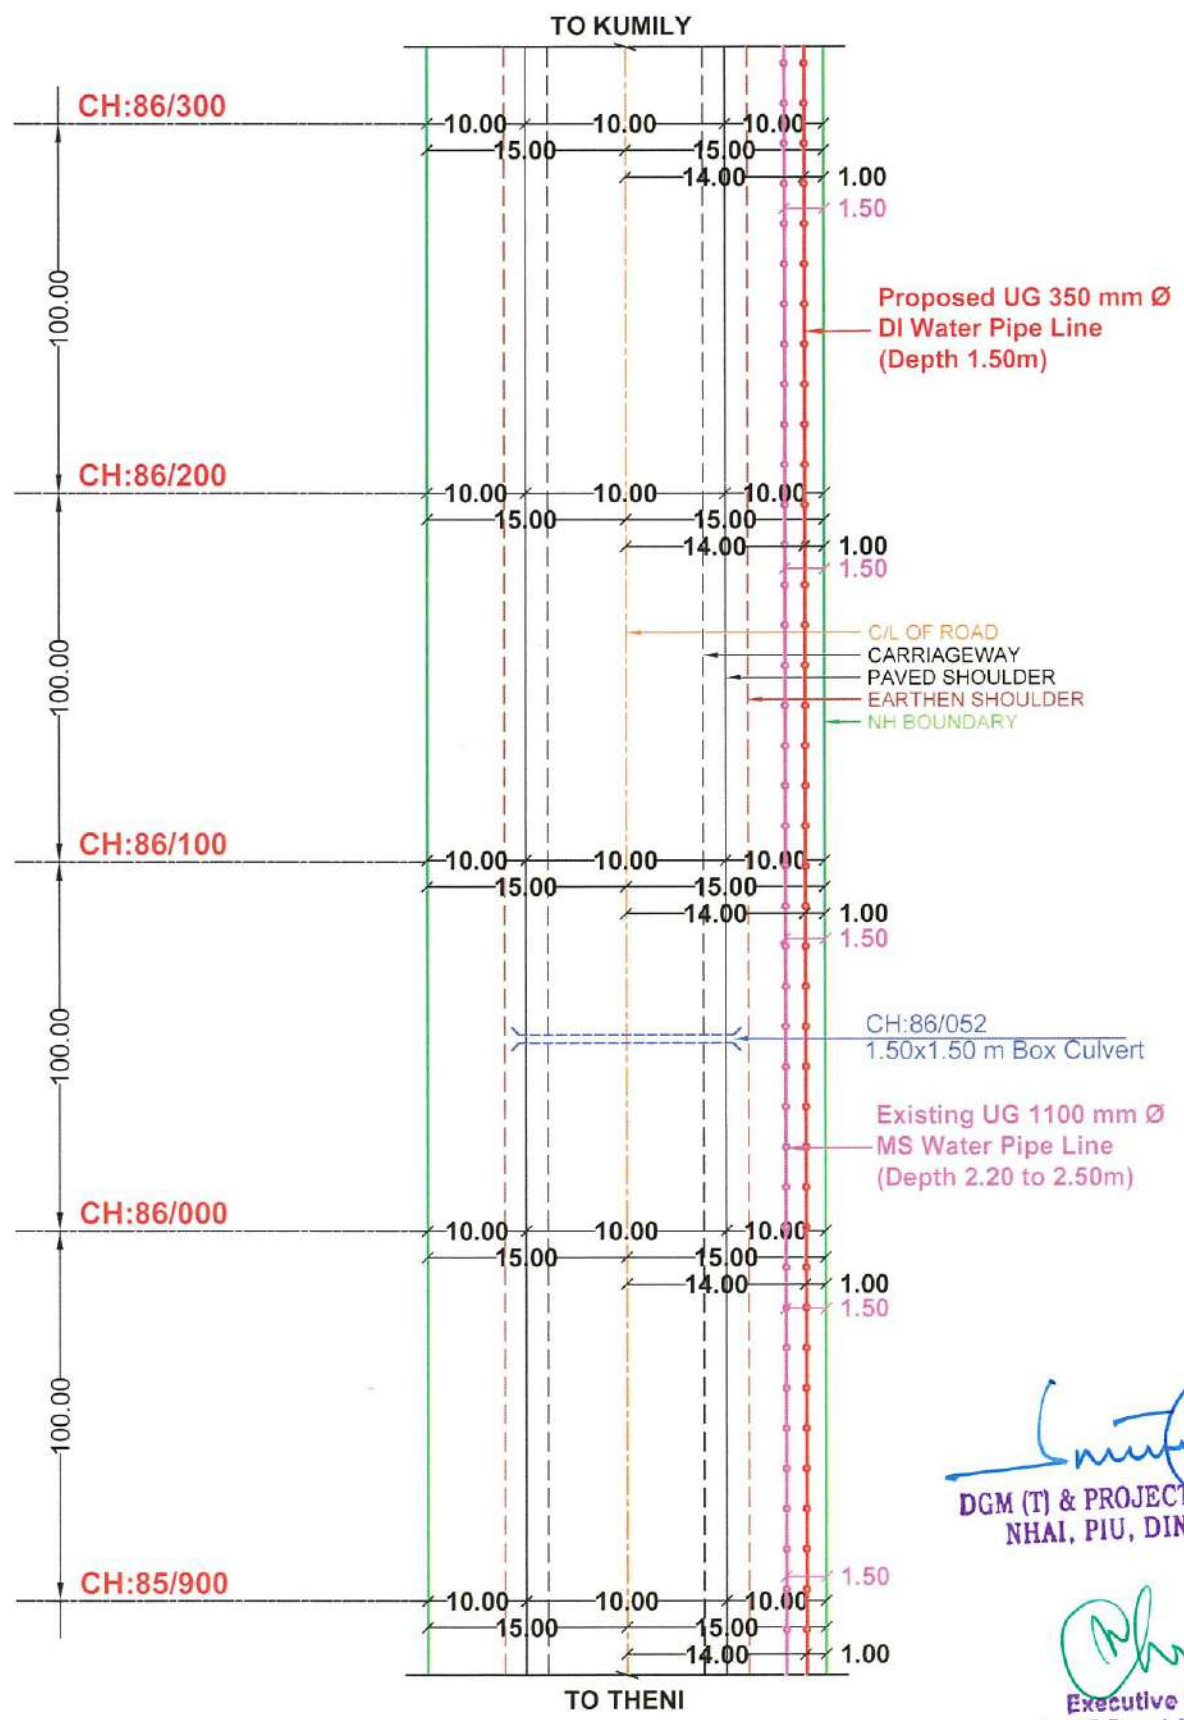 TO KUMILY
CH:86/300
10.00 10.00 10.00
15.00 15.00
14.00 1.00
1.50
100.00
Proposed UG 350 mm Ø
DI Water Pipe Line
(Depth 1.50m)
CH:86/200
10.00 10.00 10.00
15.00 15.00
14.00 1.00
1.50
100.00
C/L OF ROAD
CARRIAGEWAY
PAVED SHOULDER
EARTHEN SHOULDER
NH BOUNDARY
CH:86/100
10.00 10.00 10.00
15.00 15.00
14.00 1.00
1.50
100.00
CH:86/052
1.50x1.50 m Box Culvert
Existing UG 1100 mm Ø
MS Water Pipe Line
(Depth 2.20 to 2.50m)
CH:86/000
10.00 10.00 10.00
15.00 15.00
14.00 1.00
1.50
100.00
DGM (T) & PROJECT
NHAI, PIU, DIN
1.50
CH:85/900
10.00 10.00 10.00
15.00 15.00
14.00 1.00
TO THENI
Executive